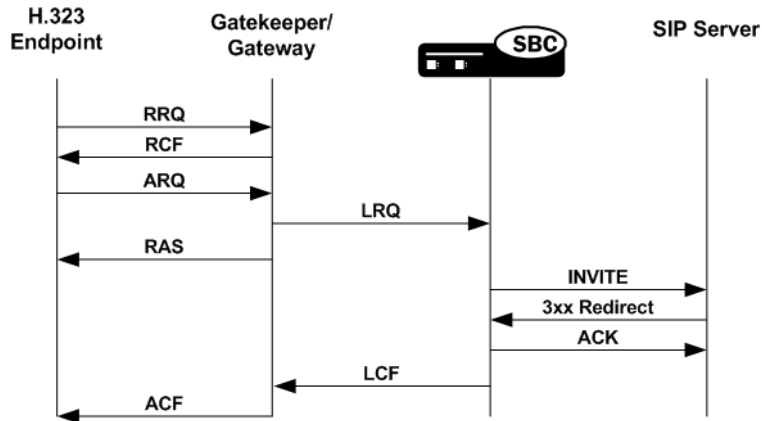 H.323
Endpoint
Gatekeeper/
Gateway
SBC
SIP Server
RRQ
RCF
ARQ
LRQ
RAS
INVITE
3xx Redirect
ACK
LCF
ACF